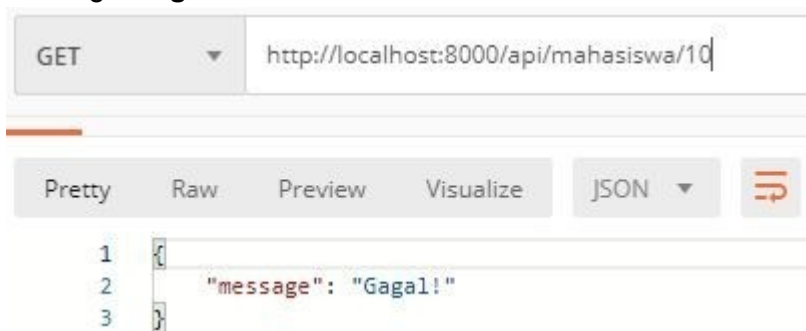 GET http://localhost:8000/api/mahasiswa/10
Pretty Raw Preview Visualize JSON
1 {
2 "message": "Gagal!"
3 }